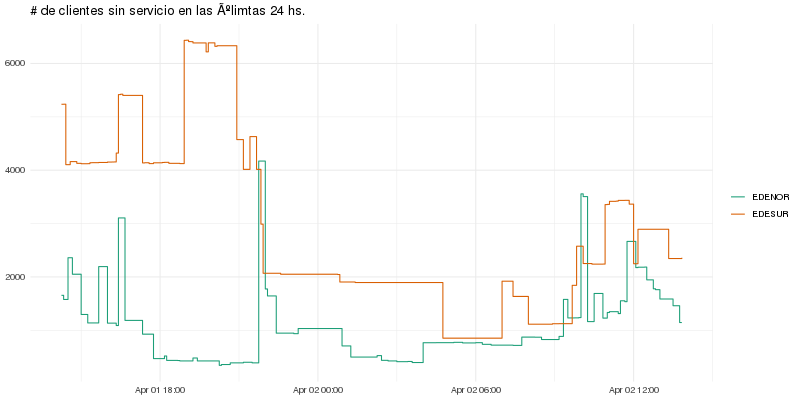 # de clientes sin servicio en las Ãºlimtas 24 hs.
6000
4000
2000
Apr 01 18:00
Apr 02 00:00
Apr 02 06:00
Apr 02 12:00
EDENOR
EDESUR